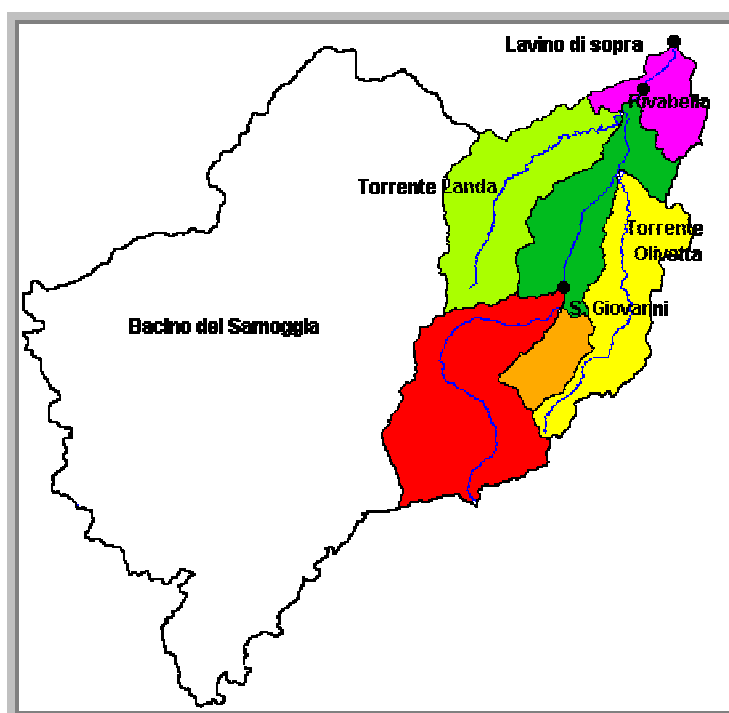 Lavino di sopra
Rivabella
Torrente Landa
Torrente
Olivetta
S. Giovanni
Bacino del Samoggia